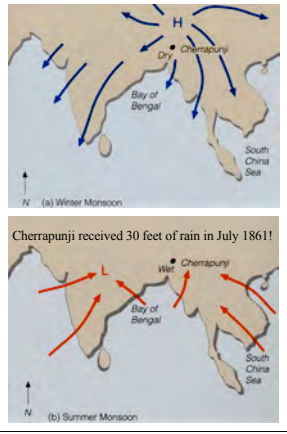 H
Cherrapunji
Dry
Bay of
Bengal
South
China
Sea
N
(a) Winter Monsoon
Cherrapunji received 30 feet of rain in July 1861!
L
Cherrapunji
Wet
Bay of
Bengal
South
China
Sea
N
(b) Summer Monsoon